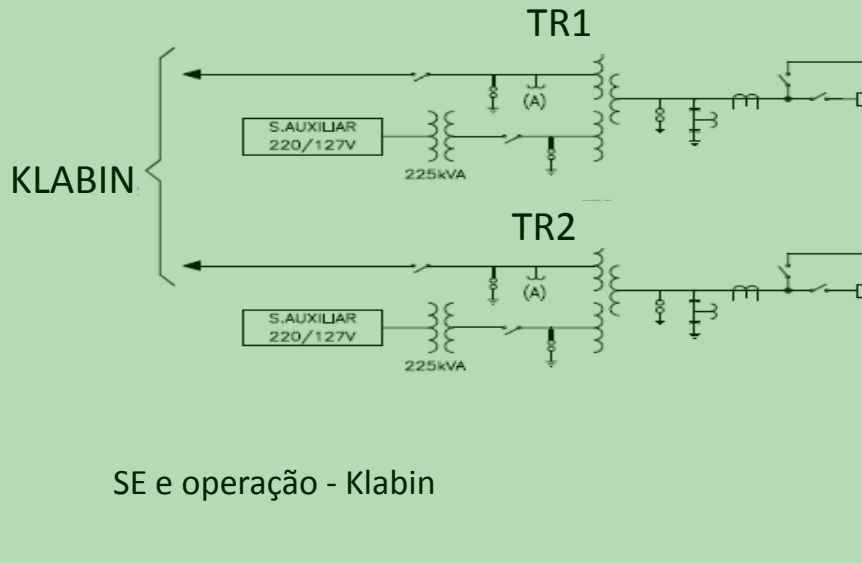 TR1
(A)
S.AUXILIAR
220/127V
225kVA
KLABIN
TR2
(A)
S.AUXILIAR
220/127V
225kVA
SE e operação - Klabin